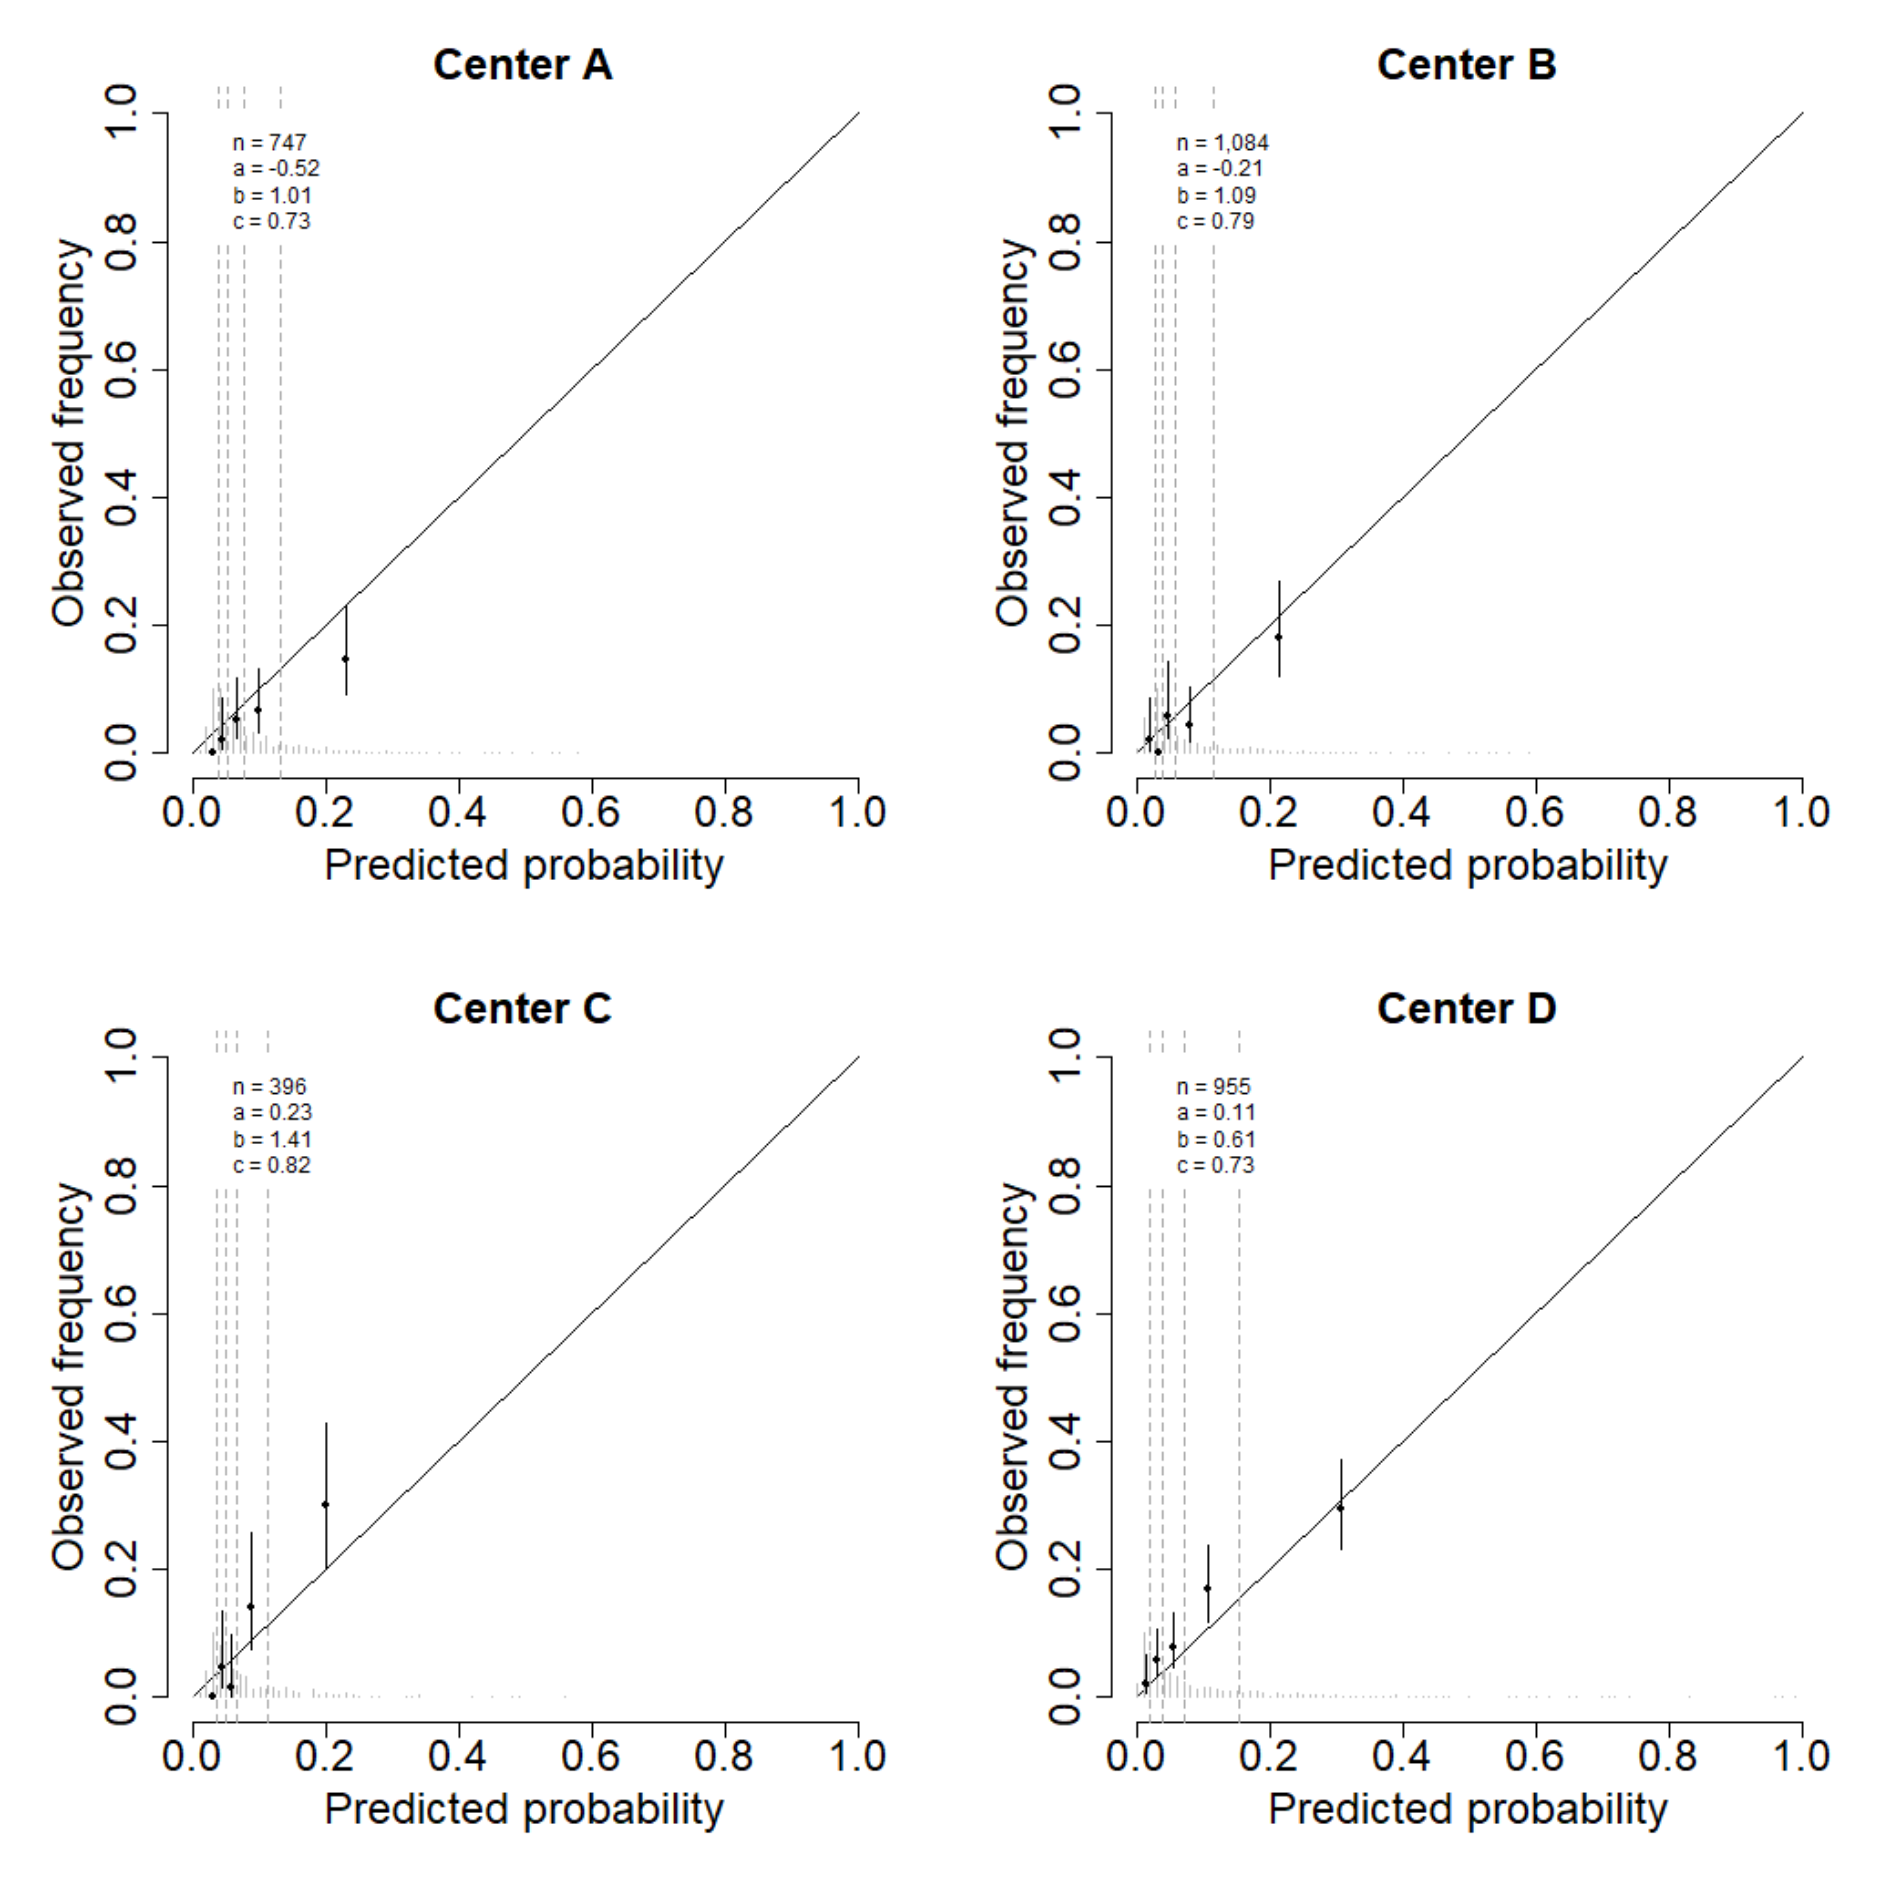 Center A
n = 747
a = -0.52
b = 1.01
c = 0.73
Observed frequency
0.0 0.2 0.4 0.6 0.8 1.0
0.0 0.2 0.4 0.6 0.8 1.0
Predicted probability
Center B
n = 1,084
a = -0.21
b = 1.09
c = 0.79
Observed frequency
0.0 0.2 0.4 0.6 0.8 1.0
0.0 0.2 0.4 0.6 0.8 1.0
Predicted probability
Center C
n = 396
a = 0.23
b = 1.41
c = 0.82
Observed frequency
0.0 0.2 0.4 0.6 0.8 1.0
0.0 0.2 0.4 0.6 0.8 1.0
Predicted probability
Center D
n = 955
a = 0.11
b = 0.61
c = 0.73
Observed frequency
0.0 0.2 0.4 0.6 0.8 1.0
0.0 0.2 0.4 0.6 0.8 1.0
Predicted probability